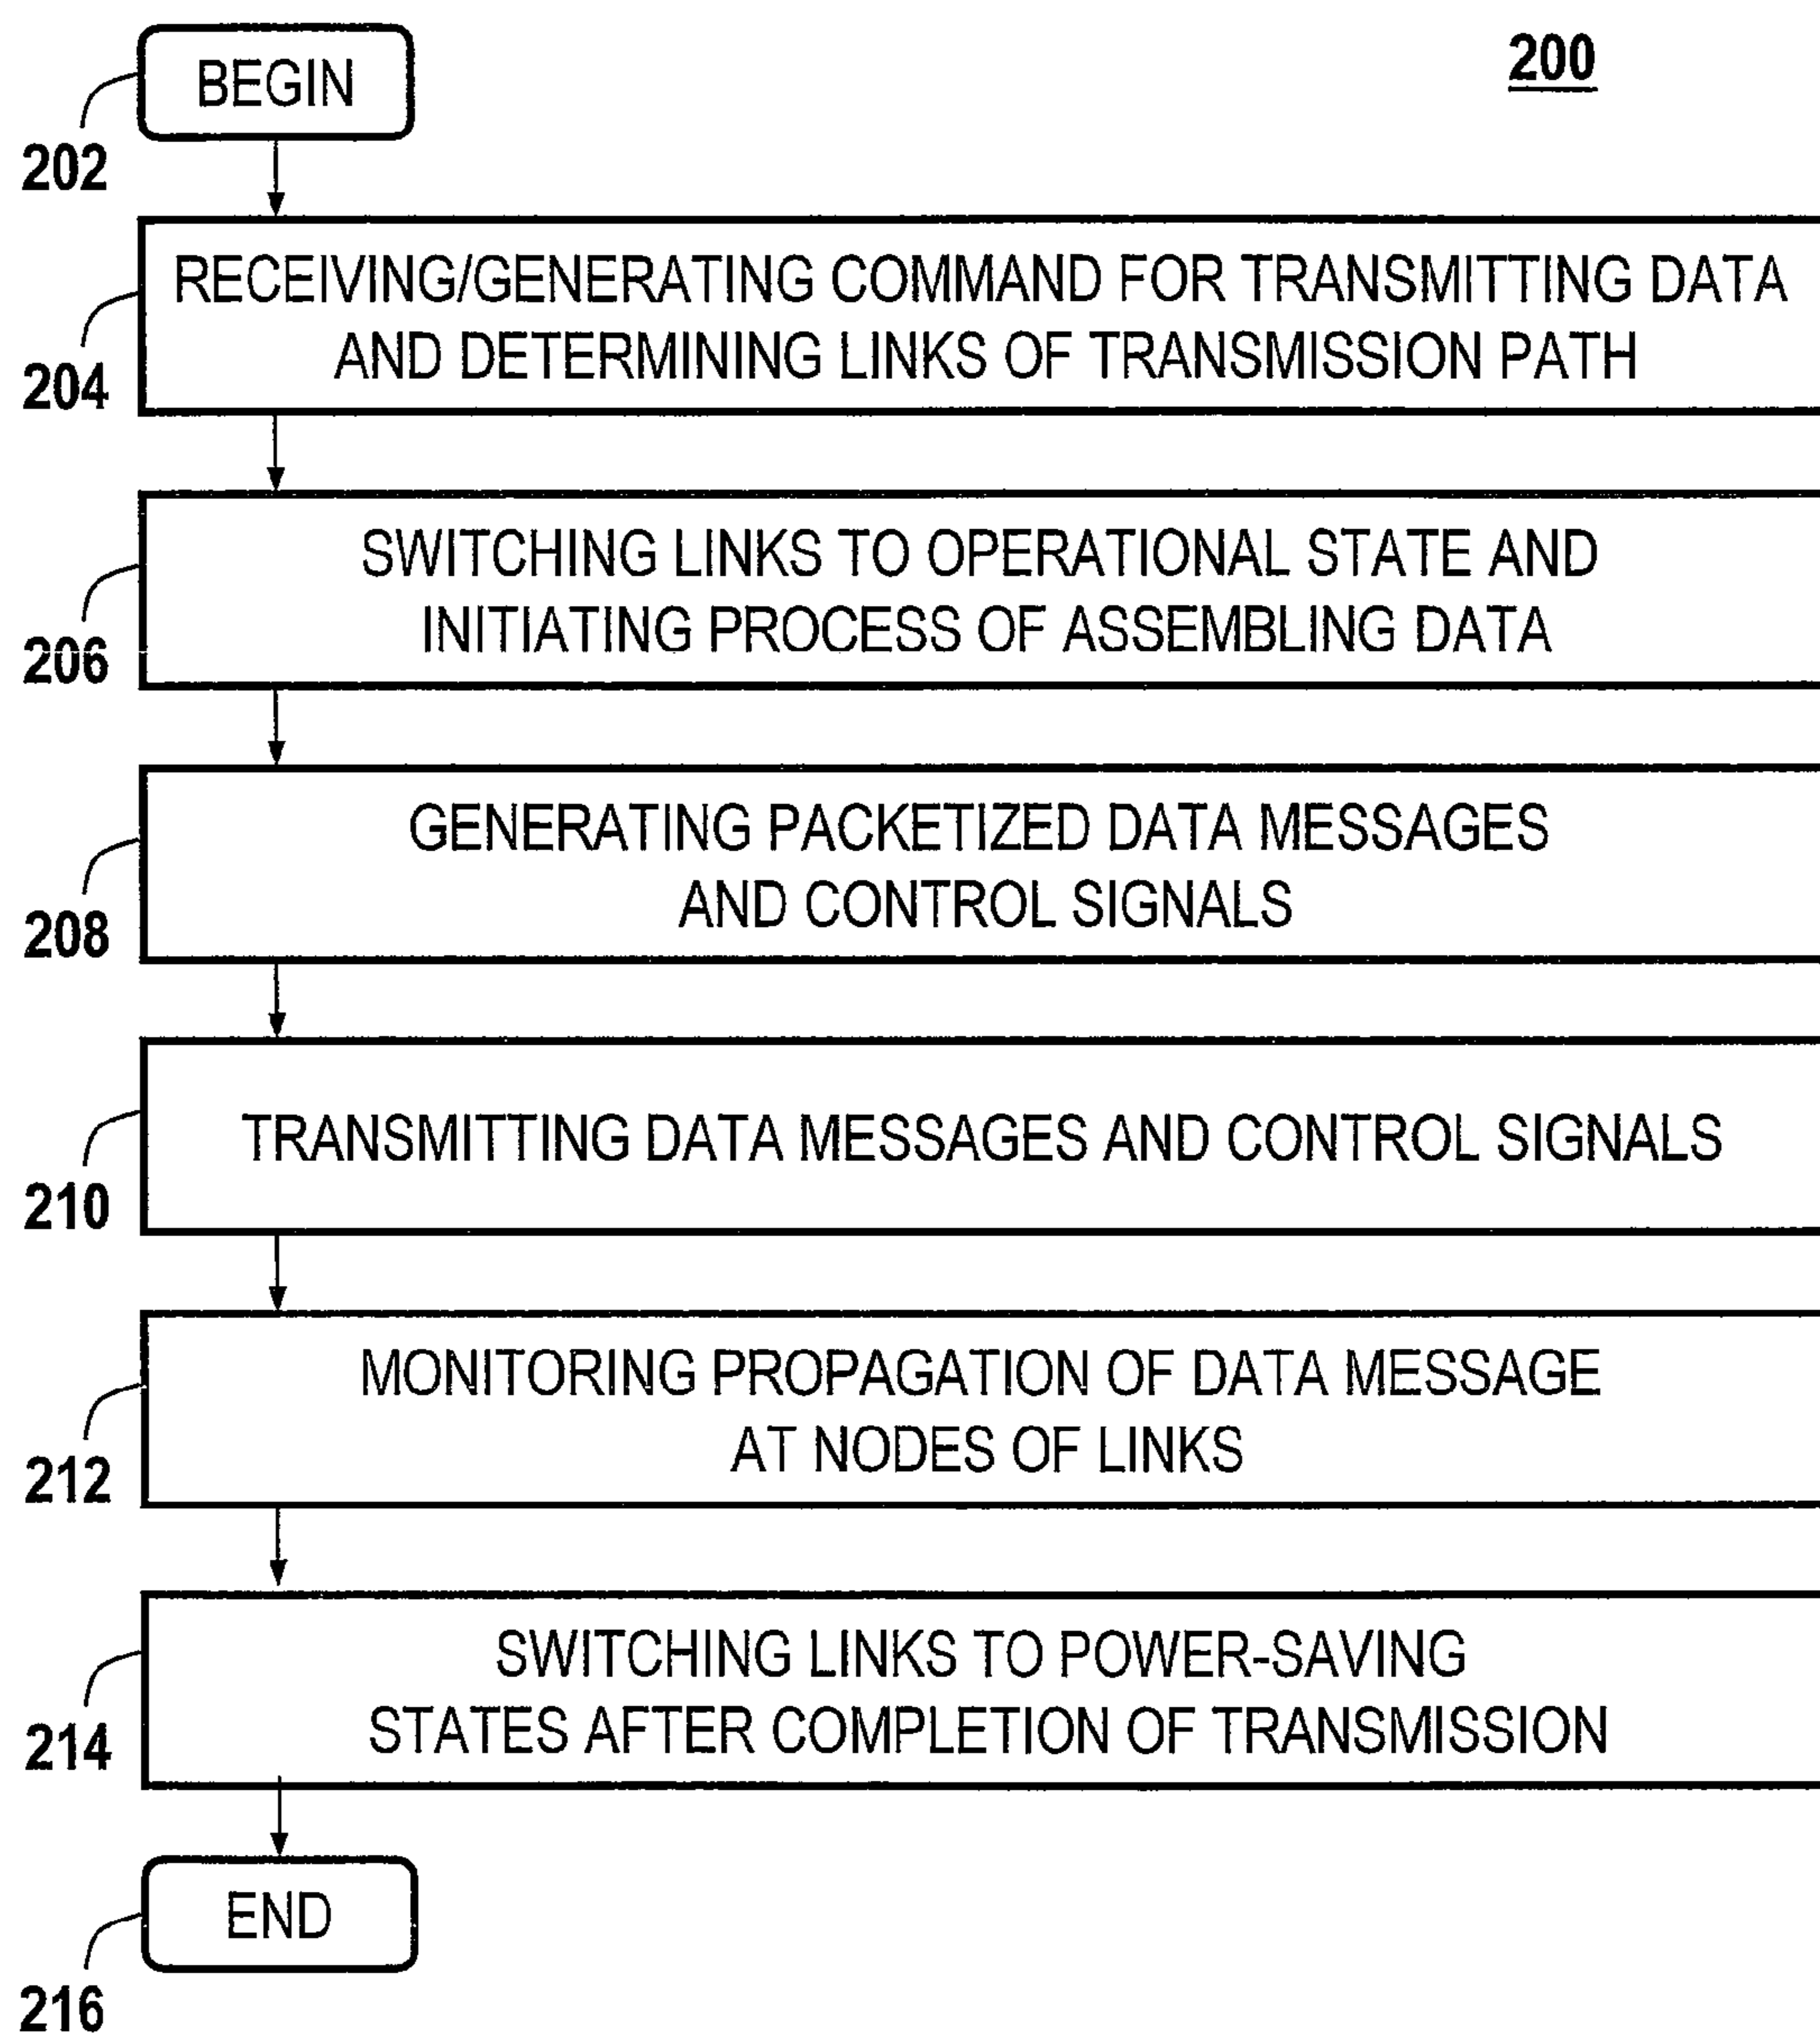 200
BEGIN
202
RECEIVING/GENERATING COMMAND FOR TRANSMITTING DATA
AND DETERMINING LINKS OF TRANSMISSION PATH
204
SWITCHING LINKS TO OPERATIONAL STATE AND
INITIATING PROCESS OF ASSEMBLING DATA
206
GENERATING PACKETIZED DATA MESSAGES
AND CONTROL SIGNALS
208
TRANSMITTING DATA MESSAGES AND CONTROL SIGNALS
210
MONITORING PROPAGATION OF DATA MESSAGE
AT NODES OF LINKS
212
SWITCHING LINKS TO POWER-SAVING
STATES AFTER COMPLETION OF TRANSMISSION
214
END
216